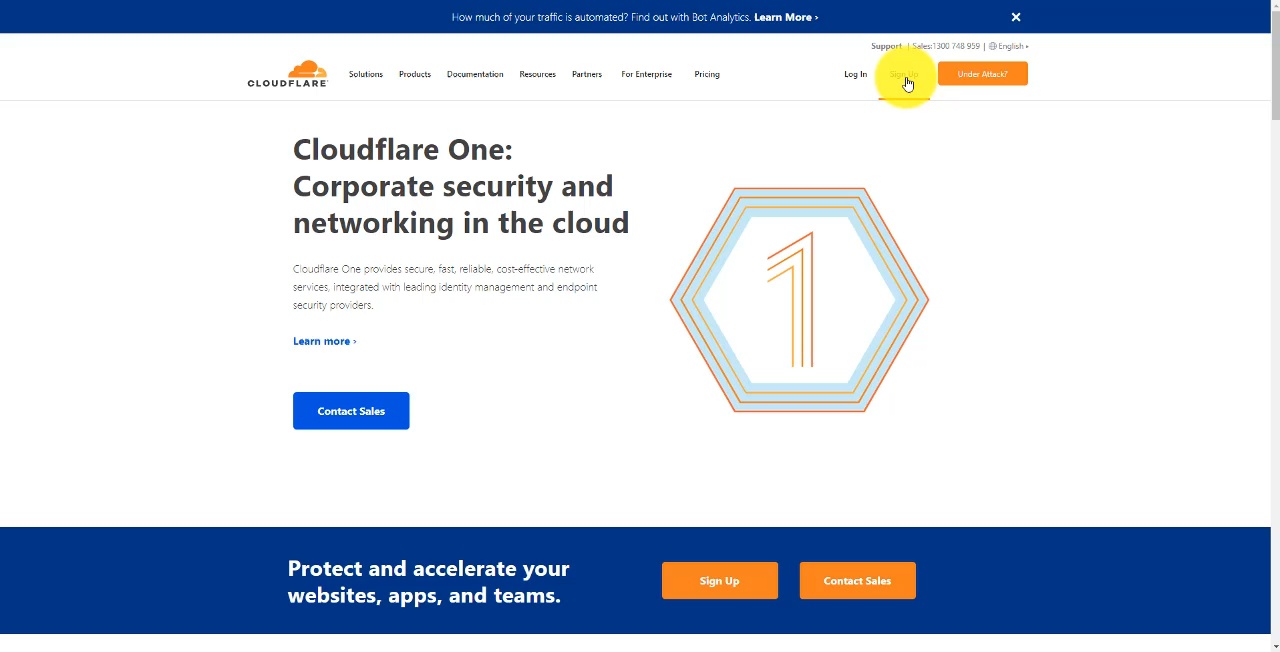 How much of your traffic is automated? Find out with Bot Analytics. Learn More ›
Support | Sales: 1300 748 959 | English
CLOUDFLARE
Solutions Products Documentation Resources Partners For Enterprise Pricing Log In Sign Up Under Attack?
Cloudflare One:
Corporate security and
networking in the cloud
Cloudflare One provides secure, fast, reliable, cost-effective network
services, integrated with leading identity management and endpoint
security providers.
Learn more ›
Contact Sales
Protect and accelerate your
websites, apps, and teams.
Sign Up Contact Sales